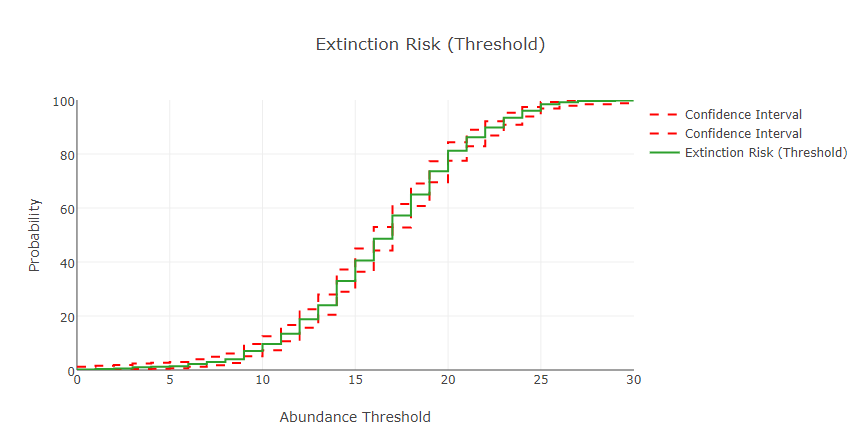 Extinction Risk (Threshold)
100
80
60
40
20
0
Probability
0 5 10 15 20 25 30
Abundance Threshold
Confidence Interval
Confidence Interval
Extinction Risk (Threshold)